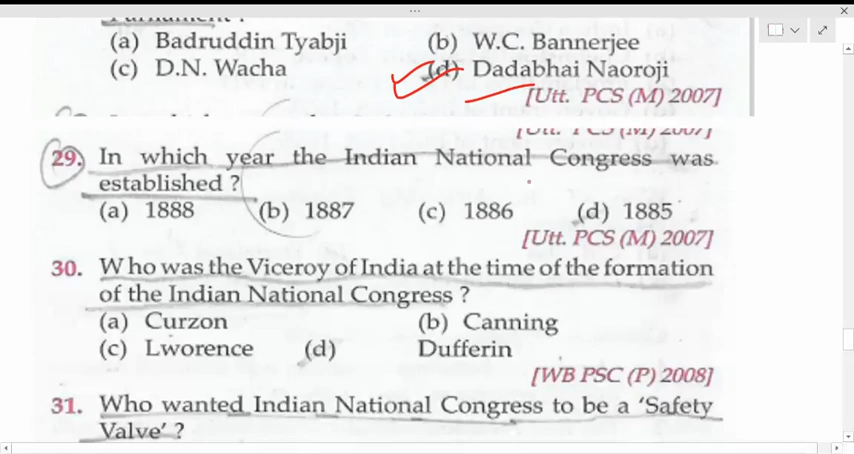 (a) Badruddin Tyabji (b) W.C. Bannerjee
(c) D.N. Wacha (d) Dadabhai Naoroji
[Utt. PCS (M) 2007]
[Utt. PCS (M) 2007]
29. In which year the Indian National Congress was
established ?
(a) 1888 (b) 1887 (c) 1886 (d) 1885
[Utt. PCS (M) 2007]
30. Who was the Viceroy of India at the time of the formation
of the Indian National Congress ?
(a) Curzon (b) Canning
(c) Lworence (d) Dufferin
[WB PSC (P) 2008]
31. Who wanted Indian National Congress to be a 'Safety
Valve' ?